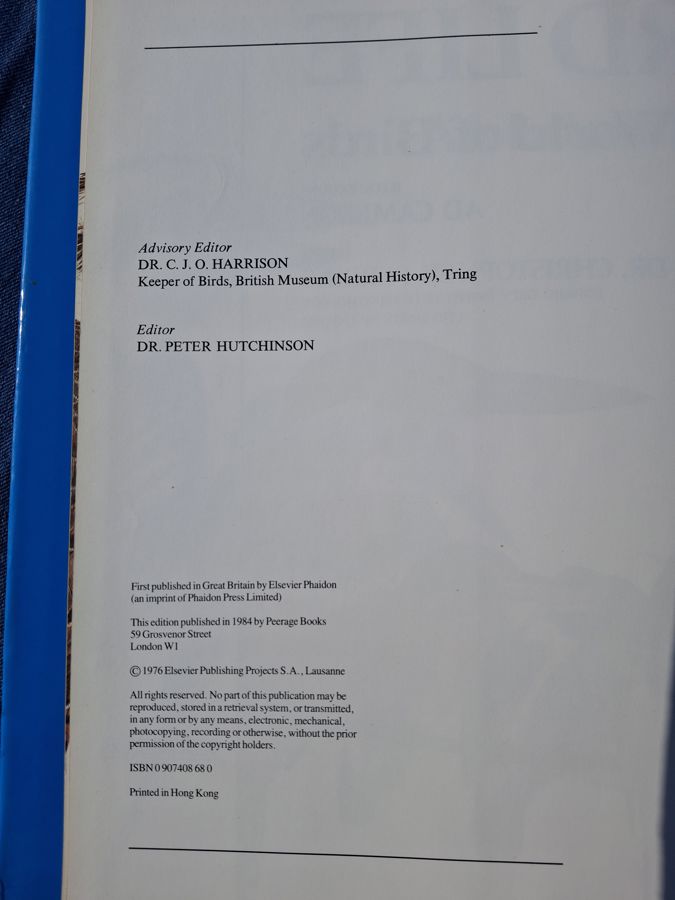 Advisory Editor
DR. C. J. O. HARRISON
Keeper of Birds, British Museum (Natural History), Tring
Editor
DR. PETER HUTCHINSON
First published in Great Britain by Elsevier Phaidon
(an imprint of Phaidon Press Limited)
This edition published in 1984 by Peerage Books
59 Grosvenor Street
London W1
© 1976 Elsevier Publishing Projects S.A., Lausanne
All rights reserved. No part of this publication may be
reproduced, stored in a retrieval system, or transmitted,
in any form or by any means, electronic, mechanical,
photocopying, recording or otherwise, without the prior
permission of the copyright holders.
ISBN 0 907408 68 0
Printed in Hong Kong